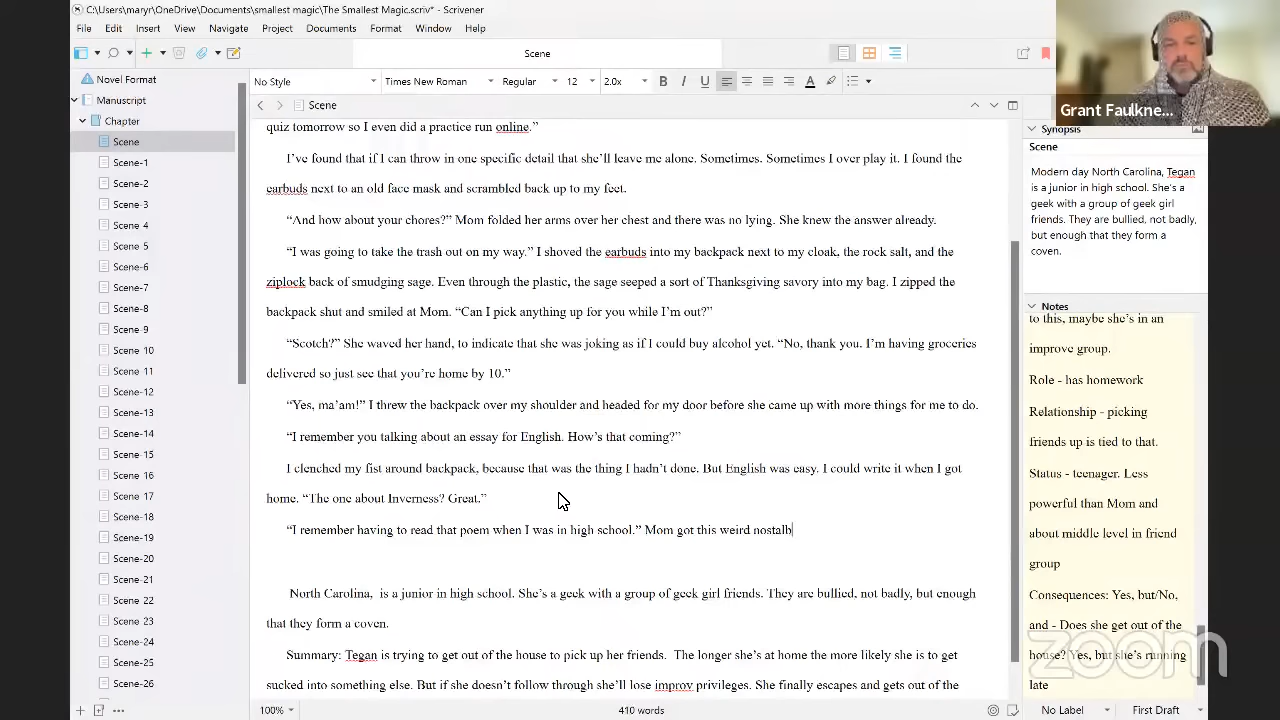 C:\Users\maryr\OneDrive\Documents\smallest magic\The Smallest Magic.scriv* - Scrivener
File Edit Insert View Navigate Project Documents Format Window Help
Scene
Novel Format
Manuscript
Chapter
Scene
Scene-1
Scene-2
Scene-3
Scene 4
Scene 5
Scene-6
Scene-7
Scene-8
Scene-9
Scene 10
Scene 11
Scene-12
Scene-13
Scene-14
Scene-15
Scene 16
Scene 17
Scene-18
Scene-19
Scene-20
Scene-21
Scene 22
Scene 23
Scene-24
Scene-25
Scene-26
No Style Times New Roman Regular 12 2.0x B I U A
Scene
quiz tomorrow so I even did a practice run online.”
I’ve found that if I can throw in one specific detail that she’ll leave me alone. Sometimes. Sometimes I over play it. I found the
earbuds next to an old face mask and scrambled back up to my feet.
“And how about your chores?” Mom folded her arms over her chest and there was no lying. She knew the answer already.
“I was going to take the trash out on my way.” I shoved the earbuds into my backpack next to my cloak, the rock salt, and the
ziplock back of smudging sage. Even through the plastic, the sage seeped a sort of Thanksgiving savory into my bag. I zipped the
backpack shut and smiled at Mom. “Can I pick anything up for you while I’m out?”
“Scotch?” She waved her hand, to indicate that she was joking as if I could buy alcohol yet. “No, thank you. I’m having groceries
delivered so just see that you’re home by 10.”
“Yes, ma’am!” I threw the backpack over my shoulder and headed for my door before she came up with more things for me to do.
“I remember you talking about an essay for English. How’s that coming?”
I clenched my fist around backpack, because that was the thing I hadn’t done. But English was easy. I could write it when I got
home. “The one about Inverness? Great.”
“I remember having to read that poem when I was in high school.” Mom got this weird nostalb
North Carolina,  is a junior in high school. She’s a geek with a group of geek girl friends. They are bullied, not badly, but enough
that they form a coven.
Summary: Tegan is trying to get out of the house to pick up her friends.  The longer she’s at home the more likely she is to get
sucked into something else. But if she doesn’t follow through she’ll lose improv privileges. She finally escapes and gets out of the
100%
410 words
Grant Faulkne...
Synopsis
Scene
Modern day North Carolina, Tegan
is a junior in high school. She's a
geek with a group of geek girl
friends. They are bullied, not badly,
but enough that they form a
coven.
Notes
to this, maybe she’s in an
improve group.
Role - has homework
Relationship - picking
friends up is tied to that.
Status - teenager. Less
powerful than Mom and
about middle level in friend
group
Consequences: Yes, but/No,
and - Does she get out of the
house? Yes, but she’s running
late
No Label First Draft
zoom